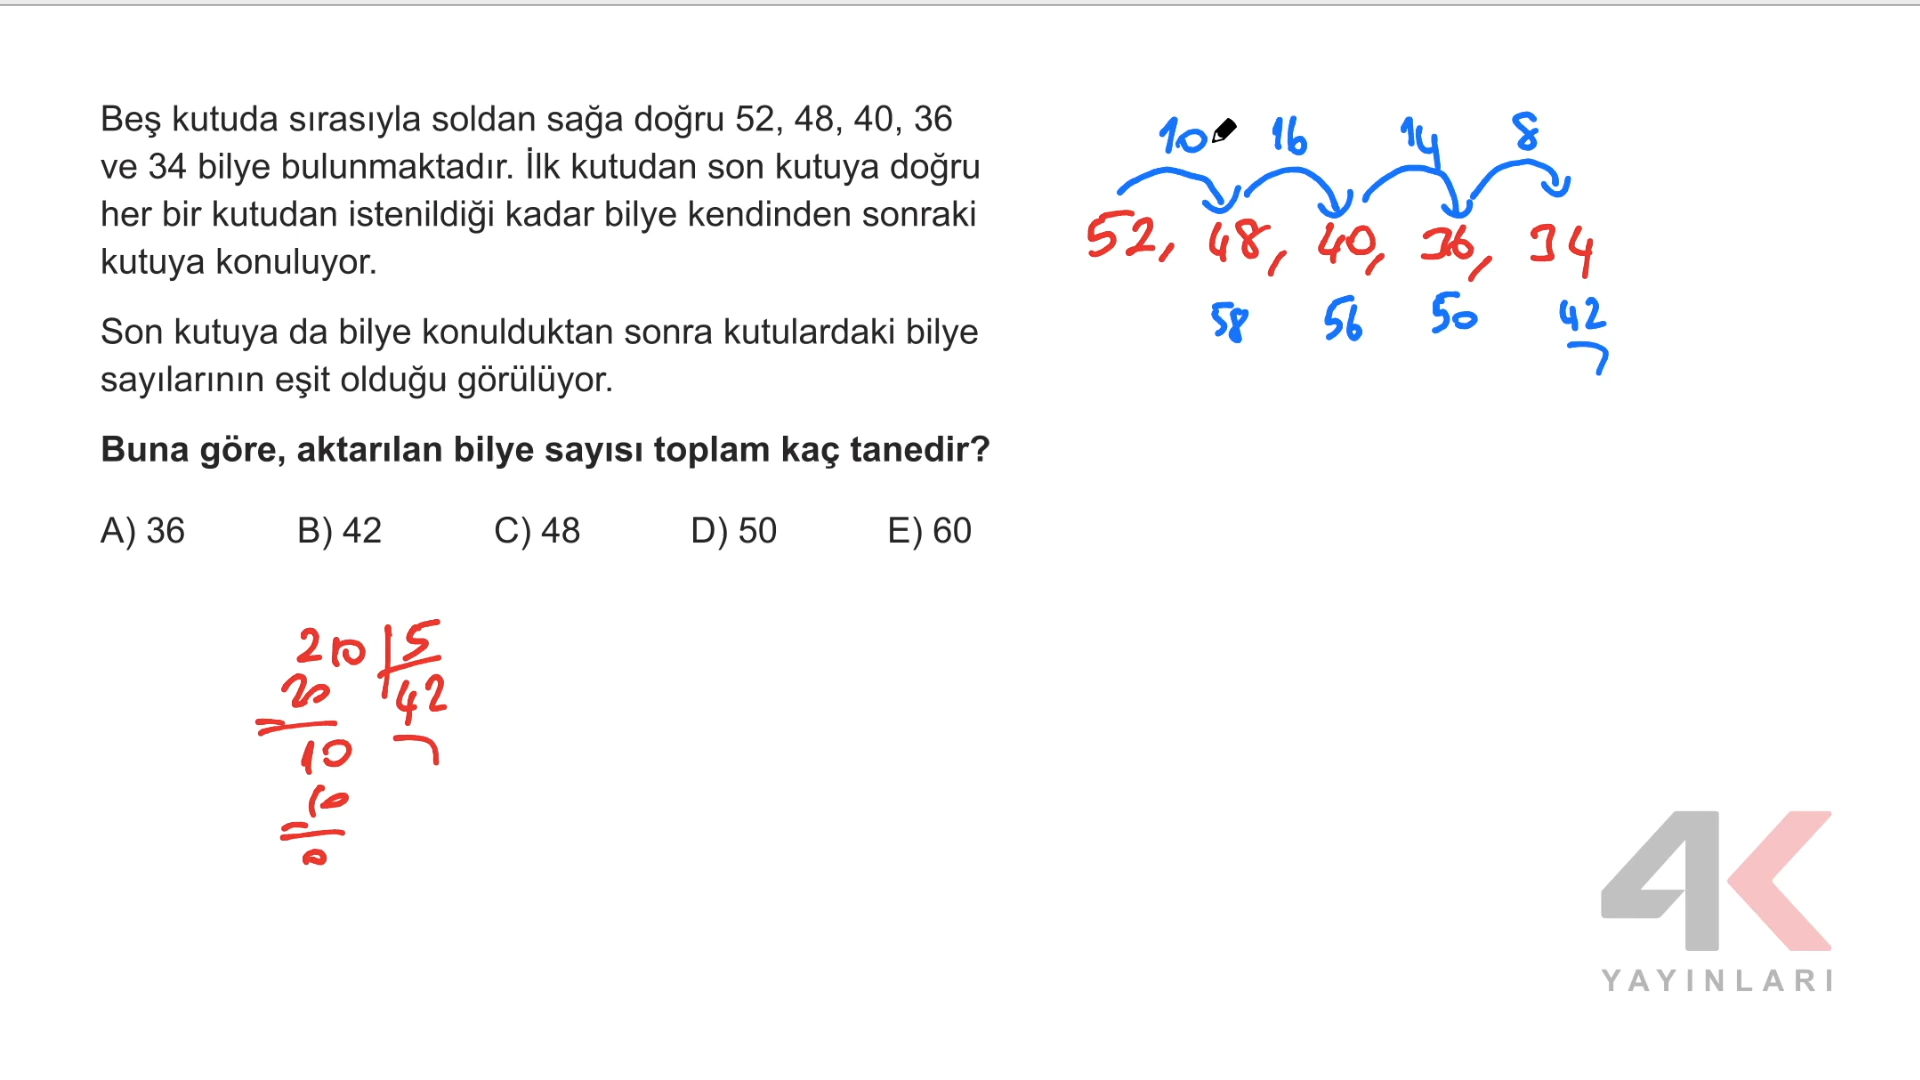 Beş kutuda sırasıyla soldan sağa doğru 52, 48, 40, 36
ve 34 bilye bulunmaktadır. İlk kutudan son kutuya doğru
her bir kutudan istenildiği kadar bilye kendinden sonraki
kutuya konuluyor.
Son kutuya da bilye konulduktan sonra kutulardaki bilye
sayılarının eşit olduğu görülüyor.
Buna göre, aktarılan bilye sayısı toplam kaç tanedir?
A) 36 B) 42 C) 48 D) 50 E) 60
10 16 14 8
52, 48, 40, 36, 34
58 56 50 42
210 5
20 42
10
10
0
4K
YAYINLARI